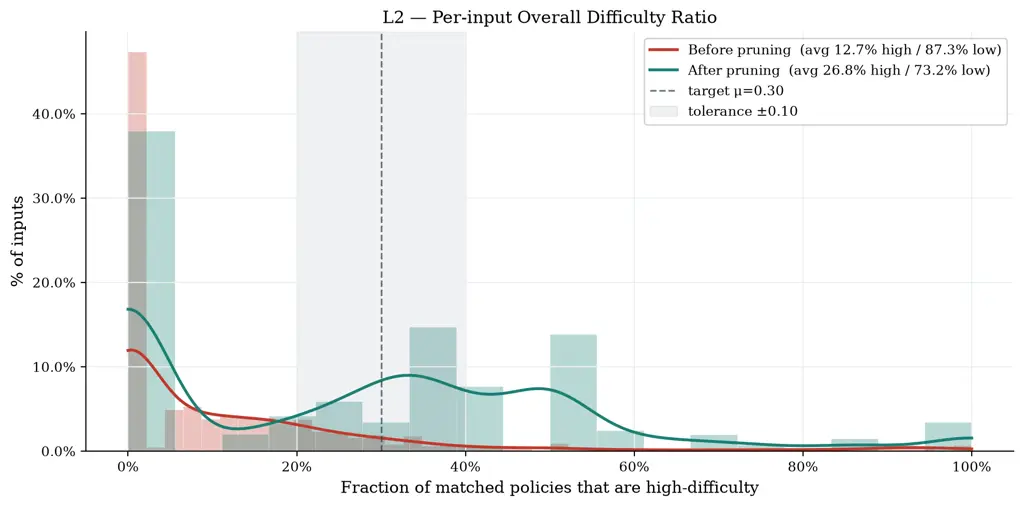 L2 — Per-input Overall Difficulty Ratio
Before pruning  (avg 12.7% high / 87.3% low)
After pruning  (avg 26.8% high / 73.2% low)
target μ=0.30
tolerance ±0.10
% of inputs
40.0%
30.0%
20.0%
10.0%
0.0%
0%
20%
40%
60%
80%
100%
Fraction of matched policies that are high-difficulty